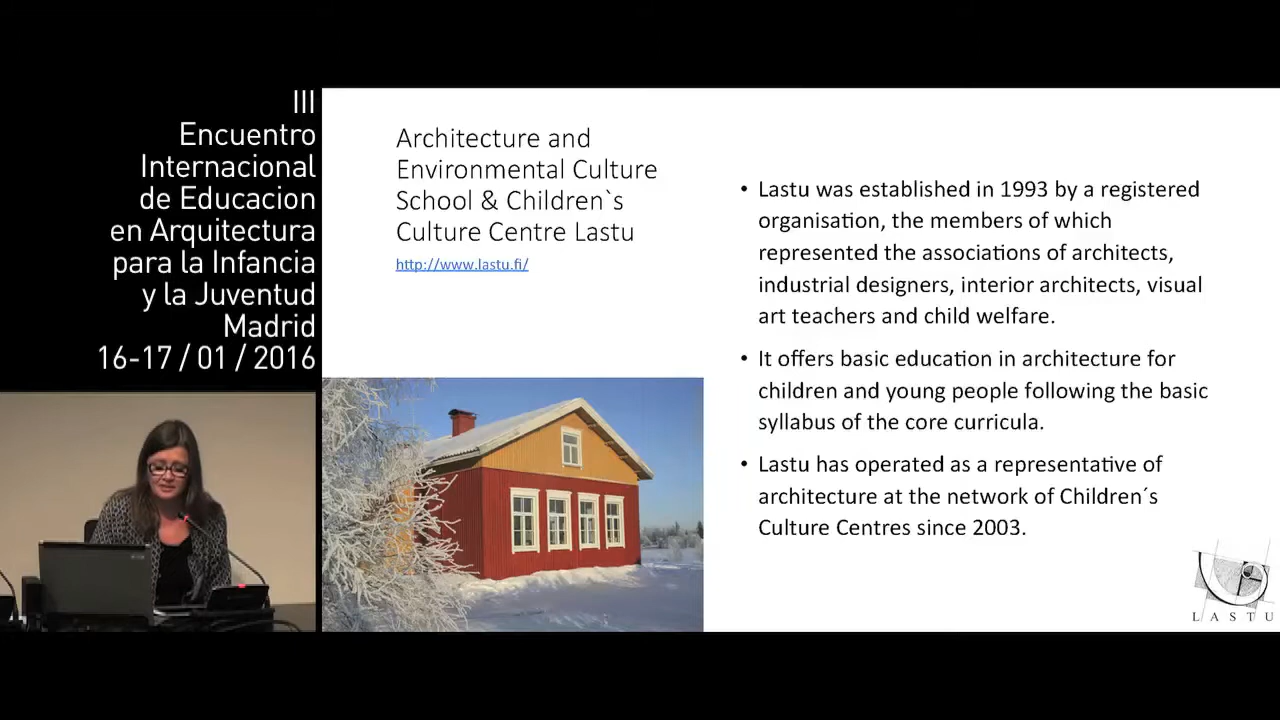 III
Encuentro
Internacional
de Educacion
en Arquitectura
para la Infancia
y la Juventud
Madrid
16-17 / 01 / 2016
Architecture and
Environmental Culture
School & Children`s
Culture Centre Lastu
http://www.lastu.fi/
• Lastu was established in 1993 by a registered
organisation, the members of which
represented the associations of architects,
industrial designers, interior architects, visual
art teachers and child welfare.
• It offers basic education in architecture for
children and young people following the basic
syllabus of the core curricula.
• Lastu has operated as a representative of
architecture at the network of Children´s
Culture Centres since 2003.
LASTU